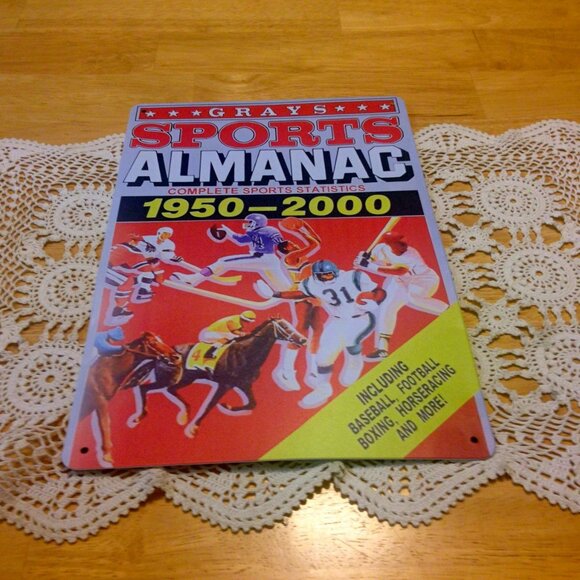 ★ ★ ★ GRAYS ★ ★ ★
SPORTS
ALMANAC
COMPLETE SPORTS STATISTICS
1950—2000
31
INCLUDING
BASEBALL, FOOTBALL
BOXING, HORSERACING
AND MORE!